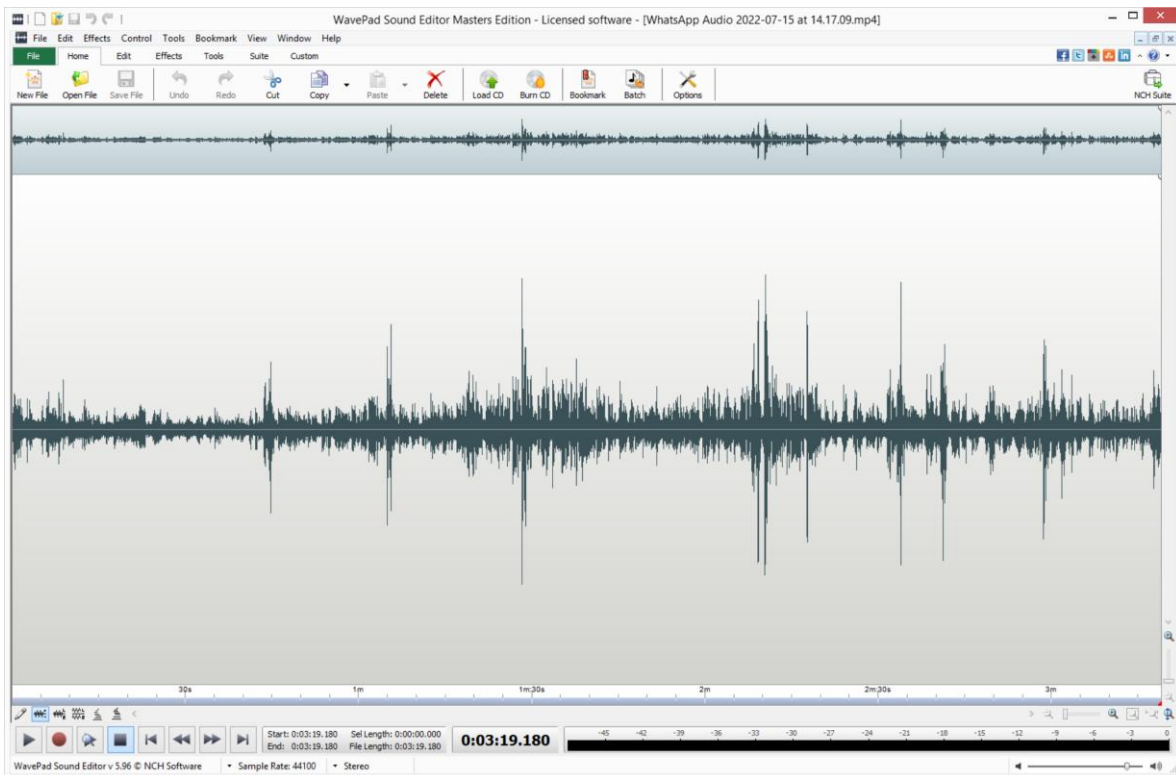 WavePad Sound Editor Masters Edition - Licensed software - [WhatsApp Audio 2022-07-15 at 14.17.09.mp4]
File Edit Effects Control Tools Bookmark View Window Help
File Home Edit Effects Tools Suite Custom
New File Open File Save File Undo Redo Cut Copy Paste Delete Load CD Burn CD Bookmark Batch Options NCH Suite
30s 1m 1m:30s 2m 2m:30s 3m
Start: 0:03:19.180 Sel Length: 0:00:00.000
End: 0:03:19.180 File Length: 0:03:19.180
0:03:19.180
-45 -42 -39 -36 -33 -30 -27 -24 -21 -18 -15 -12 -9 -6 -3 0
WavePad Sound Editor v 5.96 © NCH Software Sample Rate: 44100 Stereo